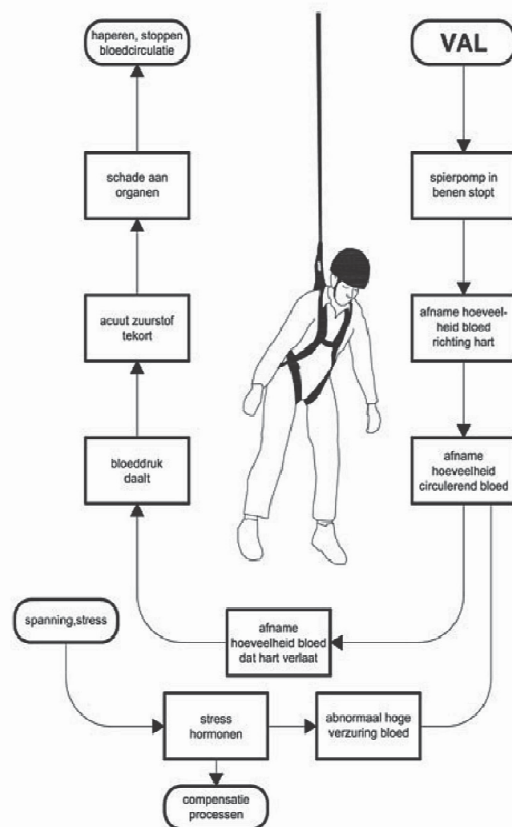 haperen, stoppen
bloedcirculatie
VAL
schade aan
organen
spierpomp in
benen stopt
acuut zuurstof
tekort
afname hoeveel-
heid bloed
richting hart
bloeddruk
daalt
afname
hoeveelheid
circulerend bloed
spanning,stress
afname
hoeveelheid bloed
dat hart verlaat
stress
hormonen
abnormaal hoge
verzuring bloed
compensatie
processen